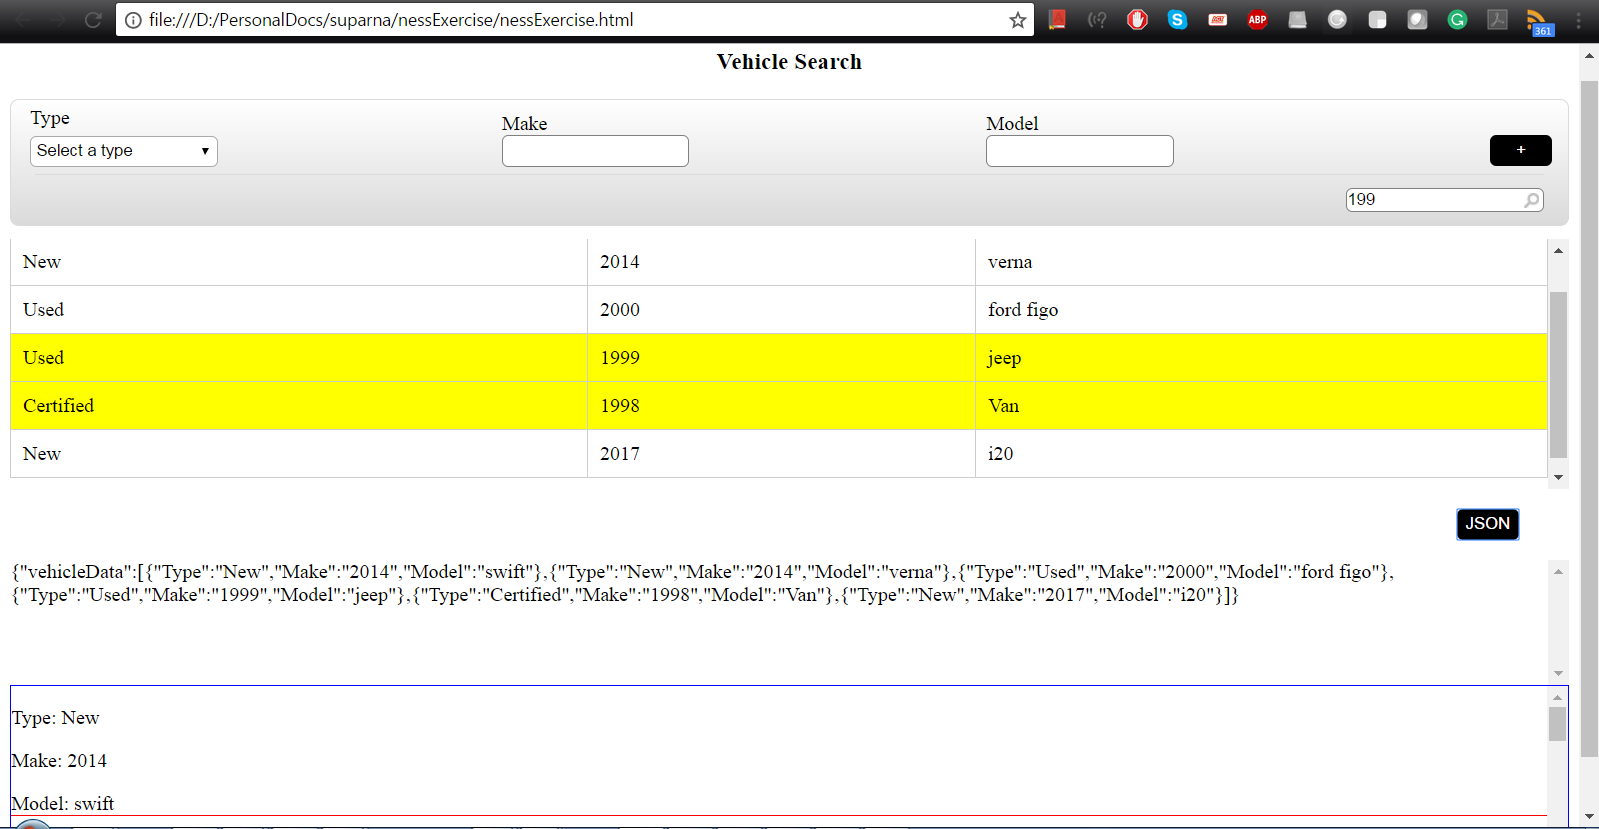 file:///D:/PersonalDocs/suparna/nessExercise/nessExercise.html
ABP
361
Vehicle Search
Type Make Model
Select a type
+
199
New 2014 verna
Used 2000 ford figo
Used 1999 jeep
Certified 1998 Van
New 2017 i20
JSON
{"vehicleData":[{"Type":"New","Make":"2014","Model":"swift"},{"Type":"New","Make":"2014","Model":"verna"},{"Type":"Used","Make":"2000","Model":"ford figo"},
{"Type":"Used","Make":"1999","Model":"jeep"},{"Type":"Certified","Make":"1998","Model":"Van"},{"Type":"New","Make":"2017","Model":"i20"}]}
Type: New
Make: 2014
Model: swift